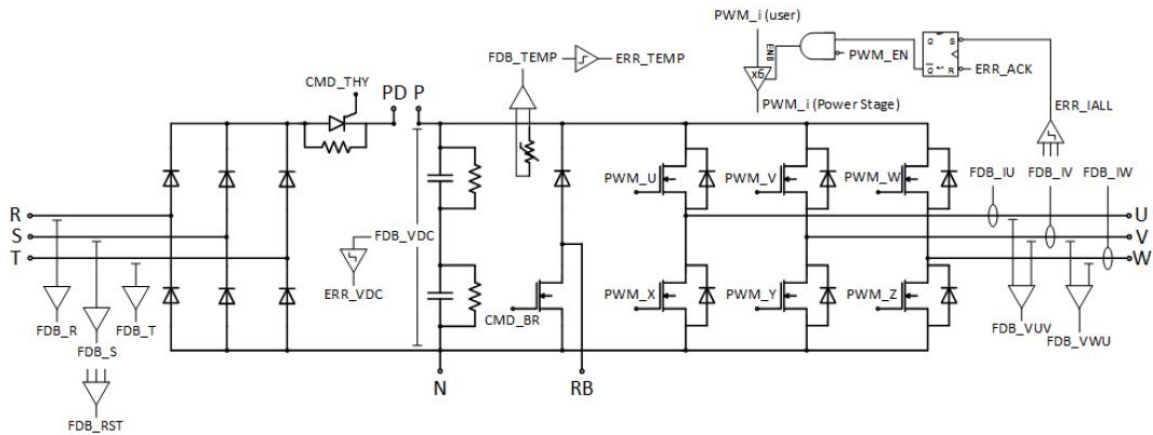 PWM_i (user)
FDB_TEMP
ERR_TEMP
ENB
PWM_EN
x6
Q
S
Q
R
ERR_ACK
CMD_THY
PD
P
PWM_i (Power Stage)
ERR_IALL
PWM_U
PWM_V
PWM_W
FDB_IU
FDB_IV
FDB_IW
R
S
T
U
V
W
FDB_VDC
ERR_VDC
CMD_BR
PWM_X
PWM_Y
PWM_Z
FDB_R
FDB_S
FDB_T
FDB_VUV
FDB_VWU
N
RB
FDB_RST